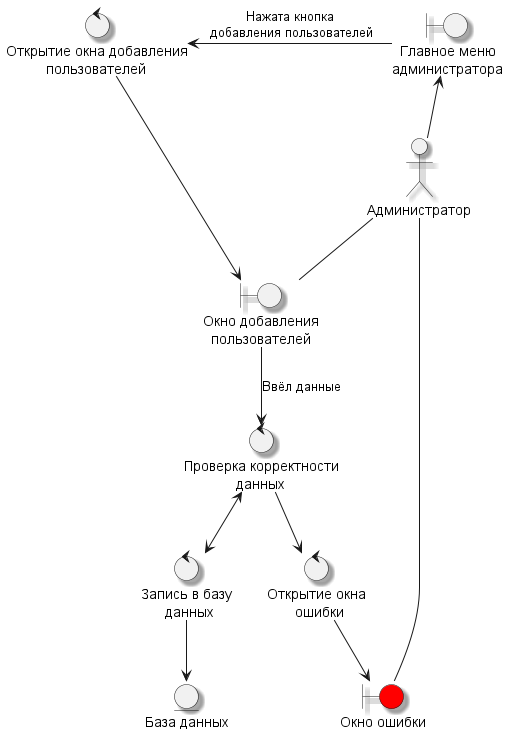 Нажата кнопка
добавления пользователей
Открытие окна добавления
пользователей
Главное меню
администратора
Администратор
Окно добавления
пользователей
Ввёл данные
Проверка корректности
данных
Запись в базу
данных
Открытие окна
ошибки
База данных
Окно ошибки